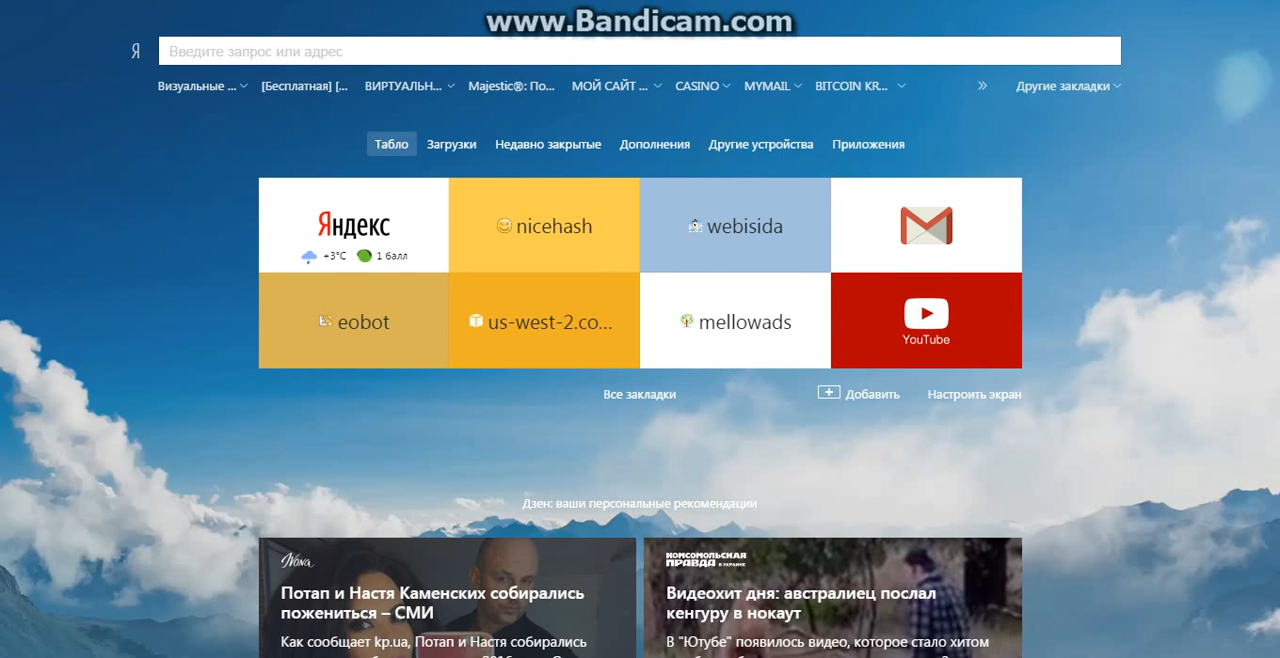 www.Bandicam.com
Я Введите запрос или адрес
Визуальные ... [Бесплатная] [... ВИРТУАЛЬН... Majestic®: По... МОЙ САЙТ ... CASINO MYMAIL BITCOIN KR... » Другие закладки
Табло Загрузки Недавно закрытые Дополнения Другие устройства Приложения
Яндекс nicehash webisida
+3°C 1 балл
eobot us-west-2.co... mellowads
YouTube
Все закладки Добавить Настроить экран
Дзен: ваши персональные рекомендации
Nona
Потап и Настя Каменских собирались
пожениться – СМИ
Как сообщает kp.ua, Потап и Настя собирались
КОМСОМОЛЬСКАЯ
ПРАВДА В УКРАИНЕ
Видеохит дня: австралиец послал
кенгуру в нокаут
В "Ютубе" появилось видео, которое стало хитом